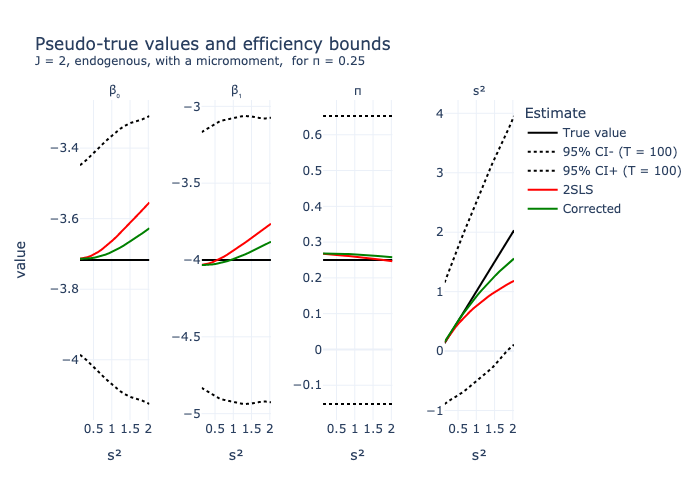 Pseudo-true values and efficiency bounds
J = 2, endogenous, with a micromoment, for π = 0.25
β₀
β₁
π
s²
Estimate
True value
95% CI- (T = 100)
95% CI+ (T = 100)
2SLS
Corrected
value
−3.4
−3.6
−3.8
−4
−3
−3.5
−4
−4.5
−5
0.6
0.5
0.4
0.3
0.2
0.1
0
−0.1
4
3
2
1
0
−1
0.5 1 1.5 2
0.5 1 1.5 2
0.5 1 1.5 2
0.5 1 1.5 2
s²
s²
s²
s²